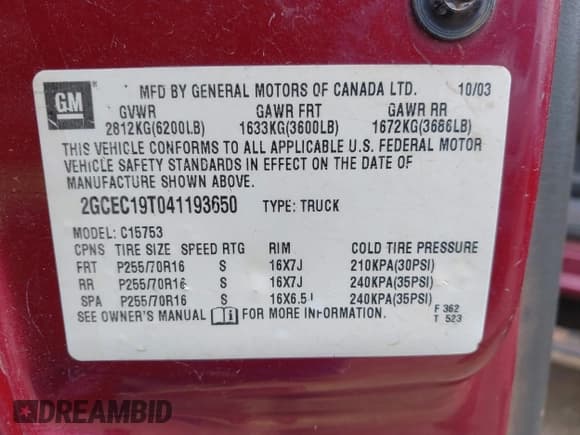 GM
MFD BY GENERAL MOTORS OF CANADA LTD. 10/03
GVWR GAWR FRT GAWR RR
2812KG(6200LB) 1633KG(3600LB) 1672KG(3686LB)
THIS VEHICLE CONFORMS TO ALL APPLICABLE U.S. FEDERAL MOTOR
VEHICLE SAFETY STANDARDS IN EFFECT ON THE DATE OF
MANUFACTURE SHOWN ABOVE.
2GCEC19T041193650 TYPE: TRUCK
MODEL: C15753
CPNS TIRE SIZE SPEED RTG RIM COLD TIRE PRESSURE
FRT P255/70R16 S 16X7J 210KPA(30PSI)
RR P255/70R16 S 16X7J 240KPA(35PSI)
SPA P255/70R16 S 16X6.5J 240KPA(35PSI)
SEE OWNER'S MANUAL FOR MORE INFORMATION.
F 362
T 523
DREAMBID